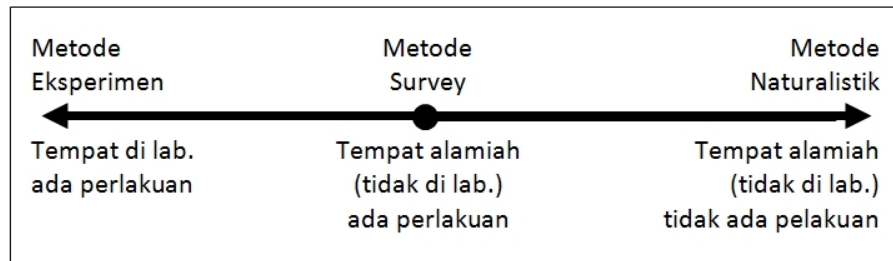 Metode
Eksperimen
Metode
Survey
Metode
Naturalistik
Tempat di lab.
ada perlakuan
Tempat alamiah
(tidak di lab.)
ada perlakuan
Tempat alamiah
(tidak di lab.)
tidak ada pelakuan